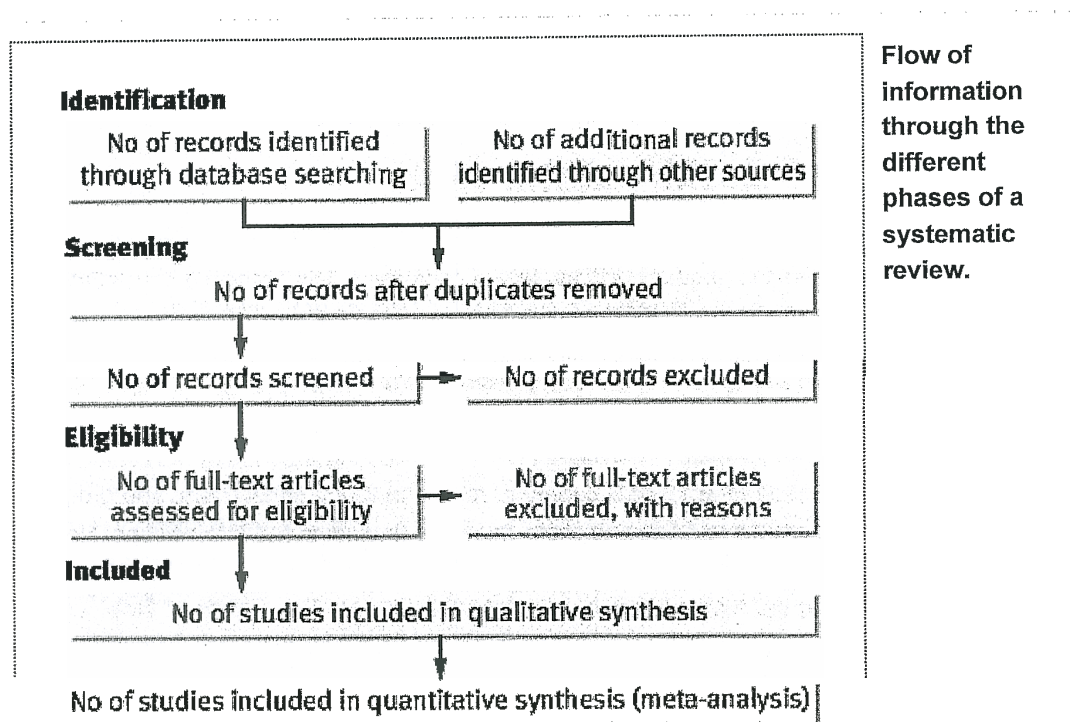 Identification
No of records identified
through database searching
No of additional records
identified through other sources
Screening
No of records after duplicates removed
No of records screened
No of records excluded
Eligibility
No of full-text articles
assessed for eligibility
No of full-text articles
excluded, with reasons
Included
No of studies included in qualitative synthesis
No of studies included in quantitative synthesis (meta-analysis)
Flow of
information
through the
different
phases of a
systematic
review.